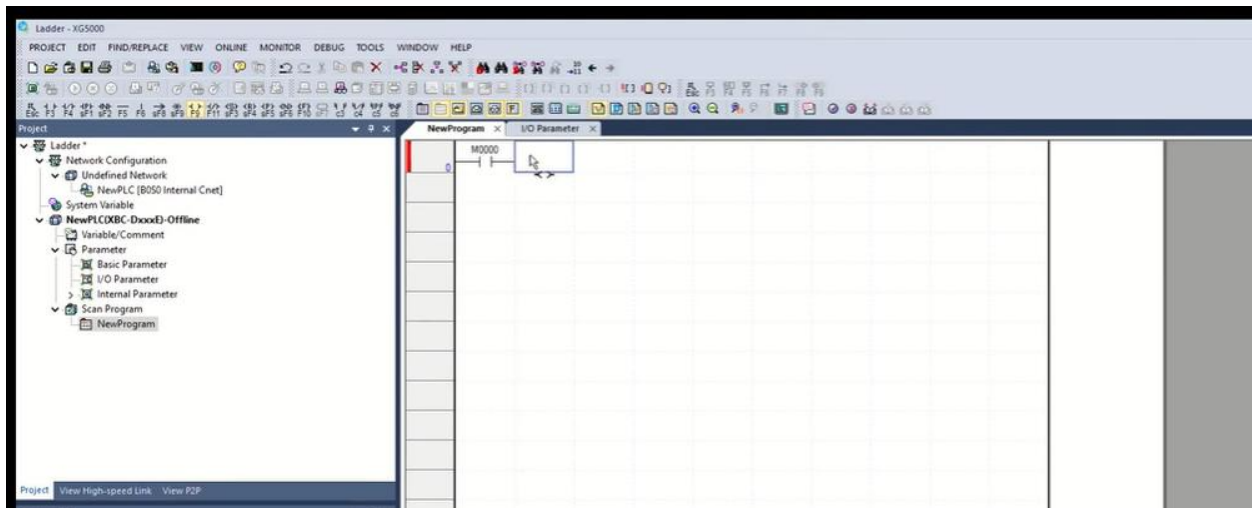 Ladder - XG5000
PROJECT EDIT FIND/REPLACE VIEW ONLINE MONITOR DEBUG TOOLS WINDOW HELP
Project
NewProgram
I/O Parameter
Ladder *
Network Configuration
Undefined Network
NewPLC [B0S0 Internal Cnet]
System Variable
NewPLC(XBC-DxxxE)-Offline
Variable/Comment
Parameter
Basic Parameter
I/O Parameter
Internal Parameter
Scan Program
NewProgram
M0000
0
Project View High-speed Link View P2P